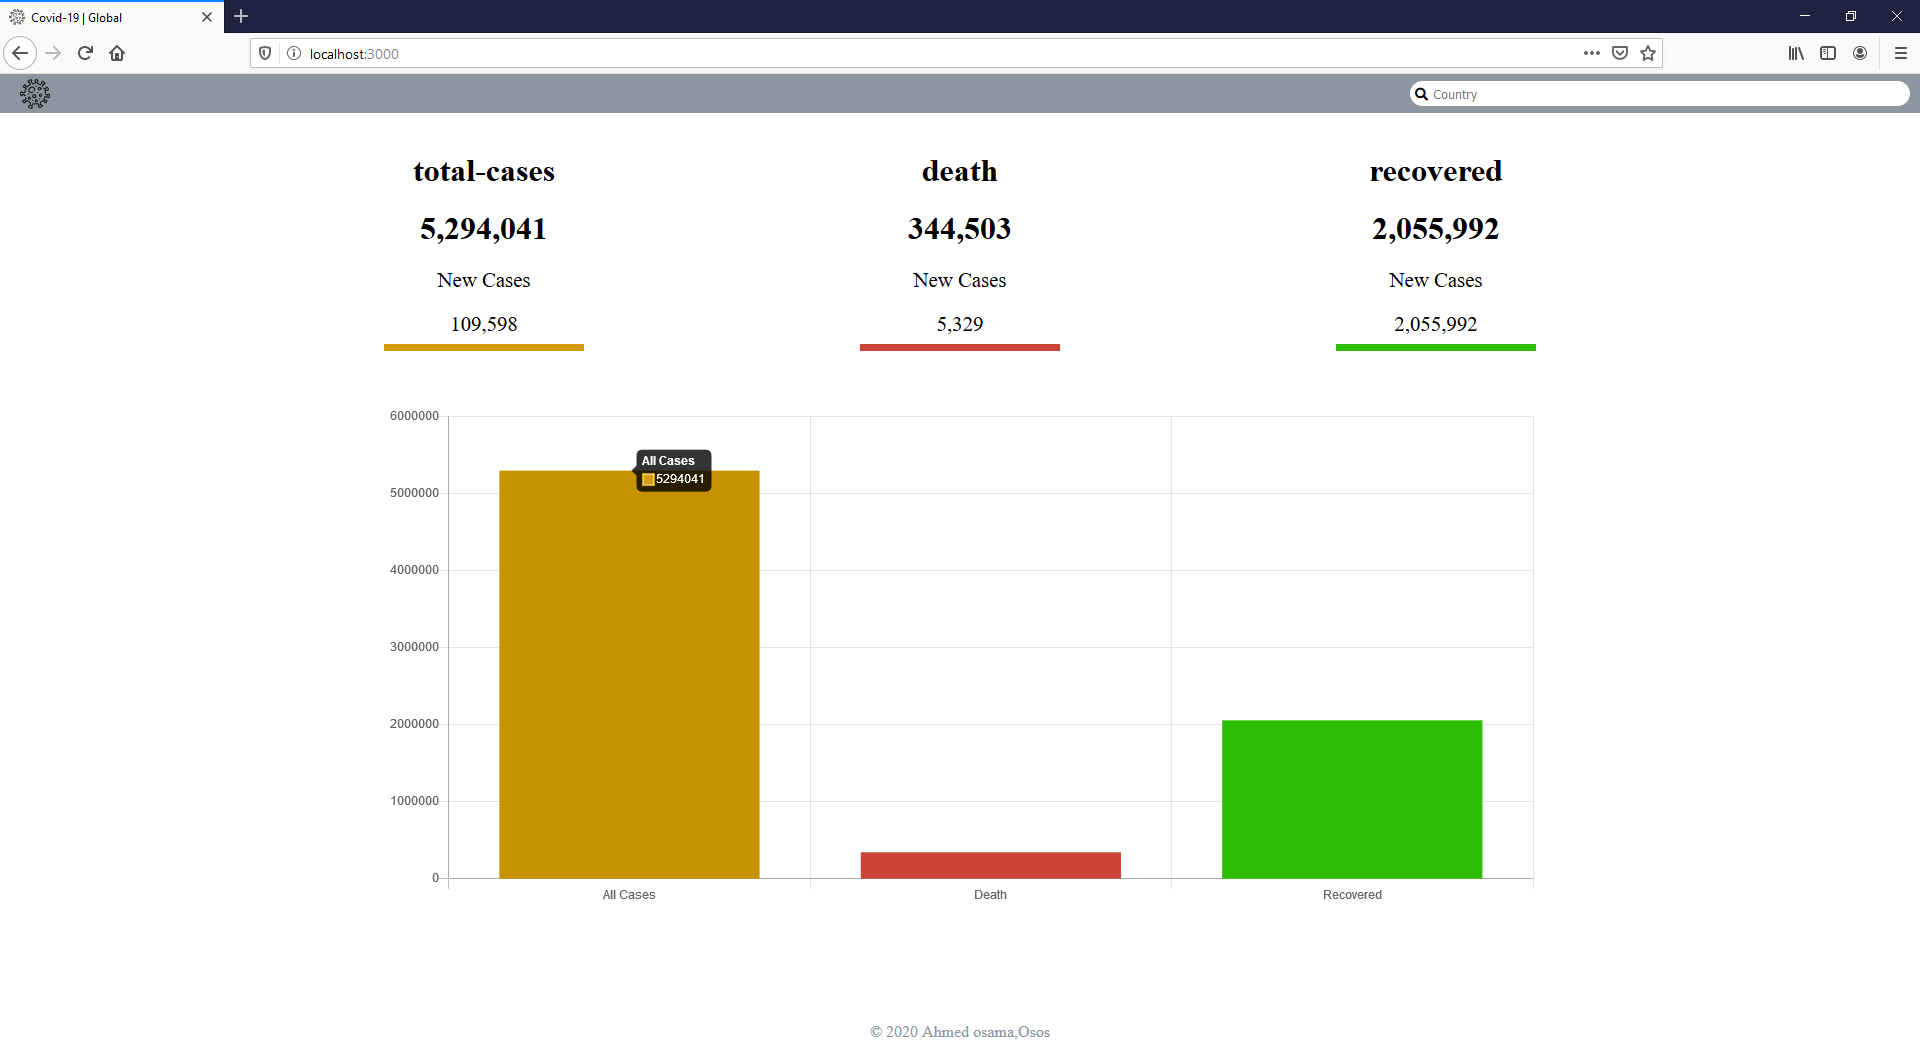 Covid-19 | Global
localhost:3000
Country
total-cases
death
recovered
5,294,041
344,503
2,055,992
New Cases
New Cases
New Cases
109,598
5,329
2,055,992
6000000
All Cases
5294041
5000000
4000000
3000000
2000000
1000000
0
All Cases
Death
Recovered
© 2020 Ahmed osama,Osos